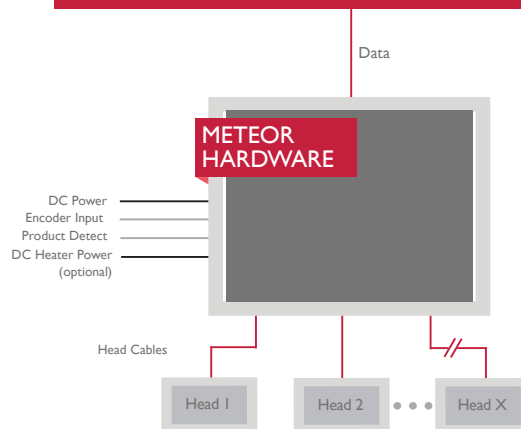 Data
METEOR
HARDWARE
DC Power
Encoder Input
Product Detect
DC Heater Power
(optional)
Head Cables
Head 1
Head 2
Head X